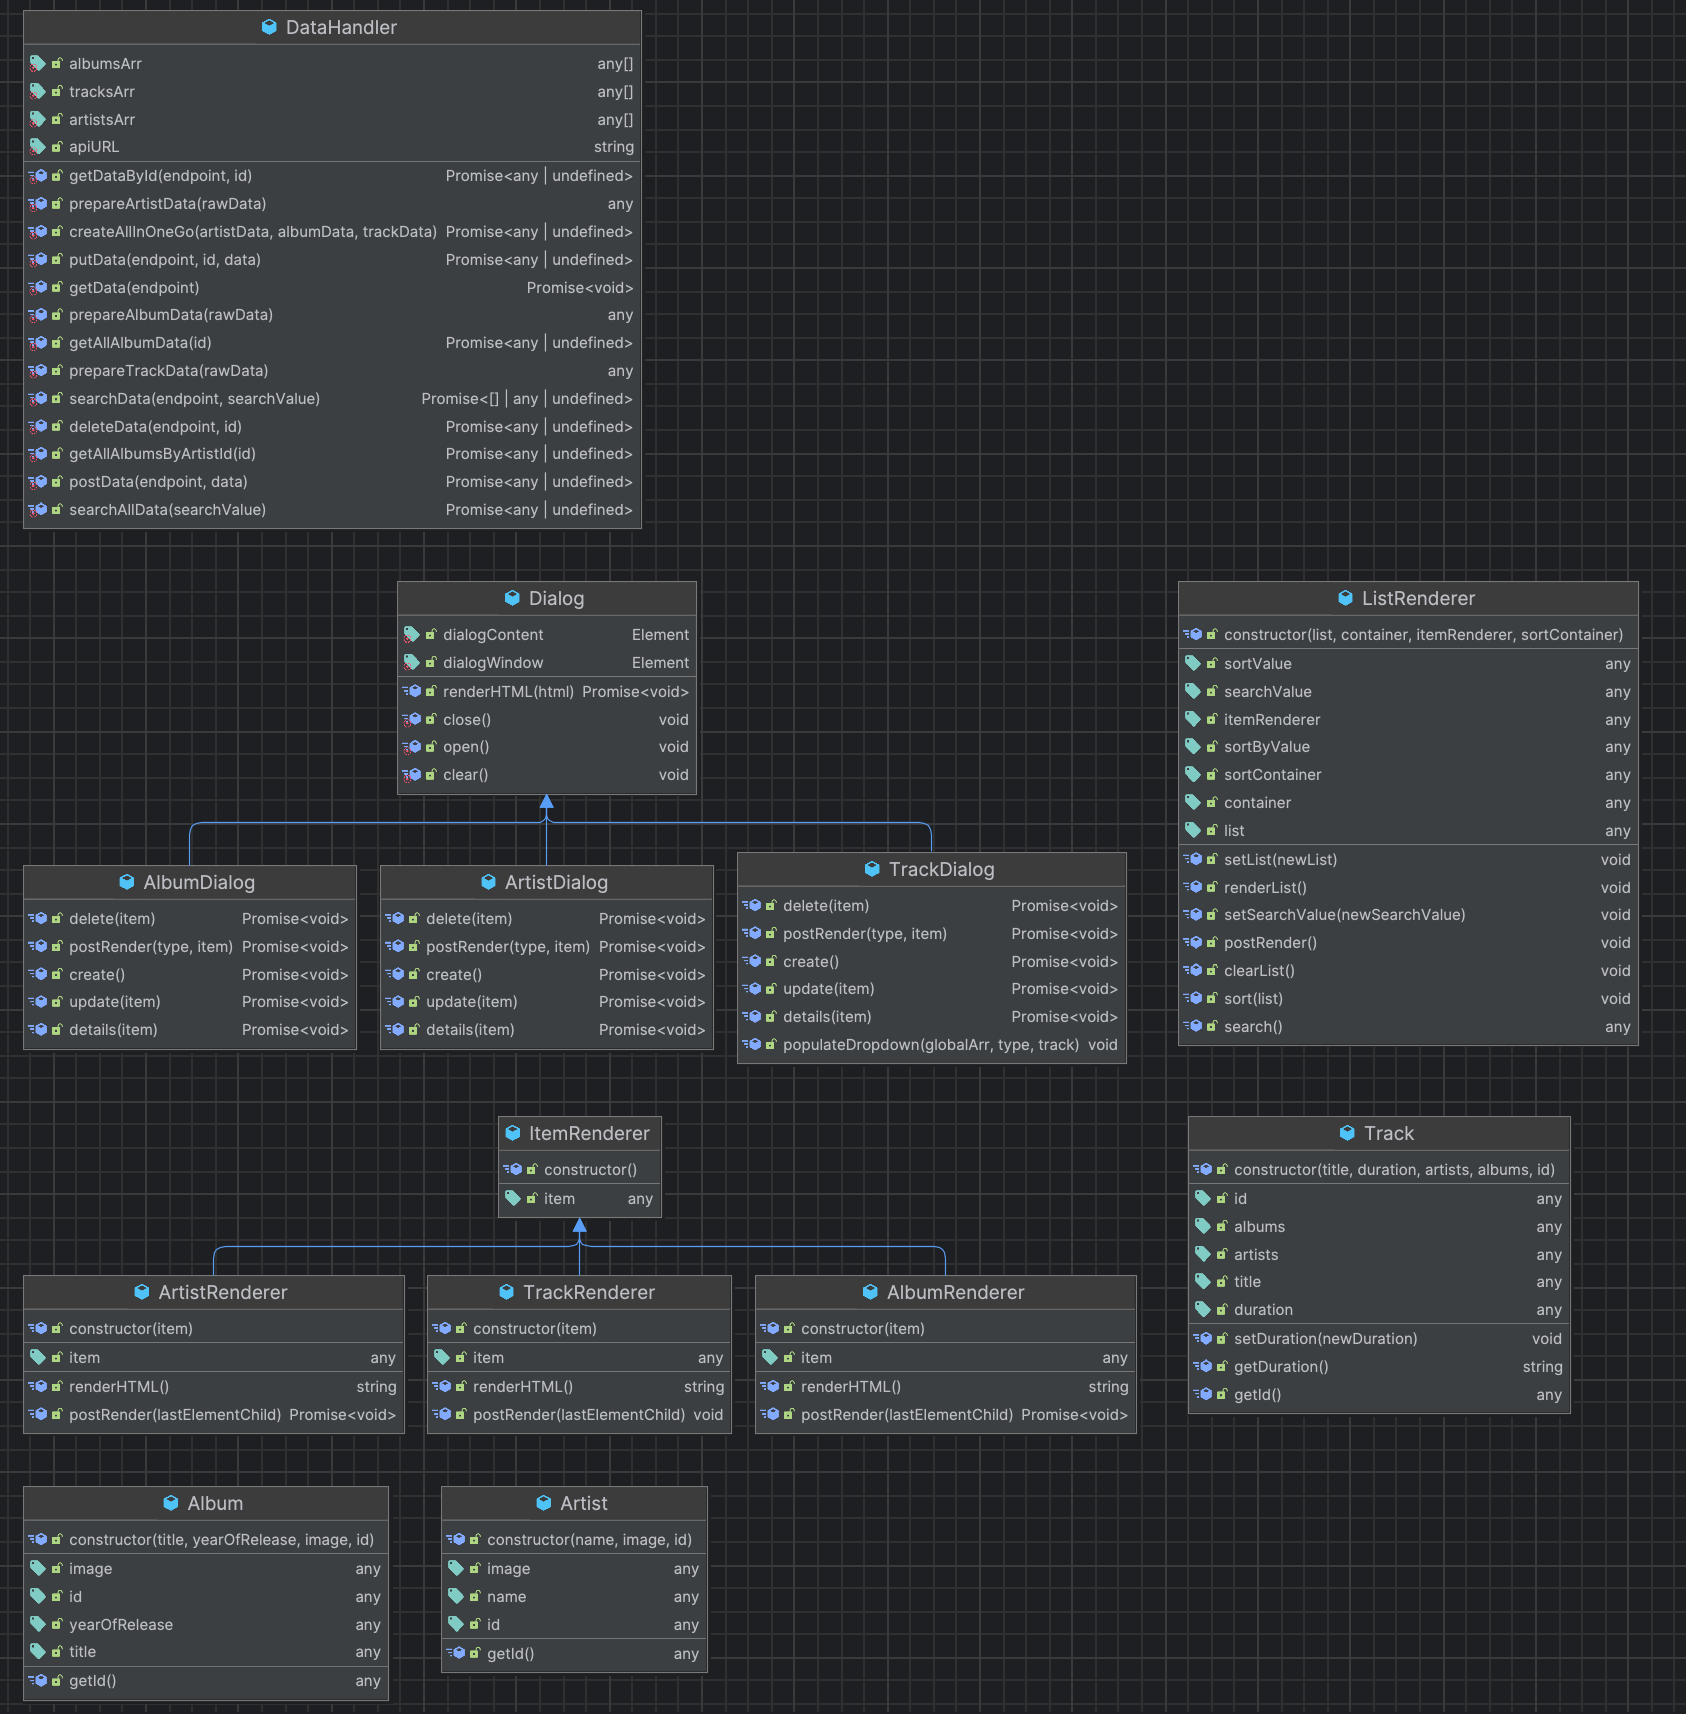 DataHandler
albumsArr any[]
tracksArr any[]
artistsArr any[]
apiURL string
getDataById(endpoint, id) Promise<any | undefined>
prepareArtistData(rawData) any
createAllInOneGo(artistData, albumData, trackData) Promise<any | undefined>
putData(endpoint, id, data) Promise<any | undefined>
getData(endpoint) Promise<void>
prepareAlbumData(rawData) any
getAllAlbumData(id) Promise<any | undefined>
prepareTrackData(rawData) any
searchData(endpoint, searchValue) Promise<[] | any | undefined>
deleteData(endpoint, id) Promise<any | undefined>
getAllAlbumsByArtistId(id) Promise<any | undefined>
postData(endpoint, data) Promise<any | undefined>
searchAllData(searchValue) Promise<any | undefined>
Dialog
dialogContent Element
dialogWindow Element
renderHTML(html) Promise<void>
close() void
open() void
clear() void
ListRenderer
constructor(list, container, itemRenderer, sortContainer)
sortValue any
searchValue any
itemRenderer any
sortByValue any
sortContainer any
container any
list any
setList(newList) void
renderList() void
setSearchValue(newSearchValue) void
postRender() void
clearList() void
sort(list) void
search() any
AlbumDialog
delete(item) Promise<void>
postRender(type, item) Promise<void>
create() Promise<void>
update(item) Promise<void>
details(item) Promise<void>
ArtistDialog
delete(item) Promise<void>
postRender(type, item) Promise<void>
create() Promise<void>
update(item) Promise<void>
details(item) Promise<void>
TrackDialog
delete(item) Promise<void>
postRender(type, item) Promise<void>
create() Promise<void>
update(item) Promise<void>
details(item) Promise<void>
populateDropdown(globalArr, type, track) void
ItemRenderer
constructor()
item any
Track
constructor(title, duration, artists, albums, id)
id any
albums any
artists any
title any
duration any
setDuration(newDuration) void
getDuration() string
getId() any
ArtistRenderer
constructor(item)
item any
renderHTML() string
postRender(lastElementChild) Promise<void>
TrackRenderer
constructor(item)
item any
renderHTML() string
postRender(lastElementChild) void
AlbumRenderer
constructor(item)
item any
renderHTML() string
postRender(lastElementChild) Promise<void>
Album
constructor(title, yearOfRelease, image, id)
image any
id any
yearOfRelease any
title any
getId() any
Artist
constructor(name, image, id)
image any
name any
id any
getId() any